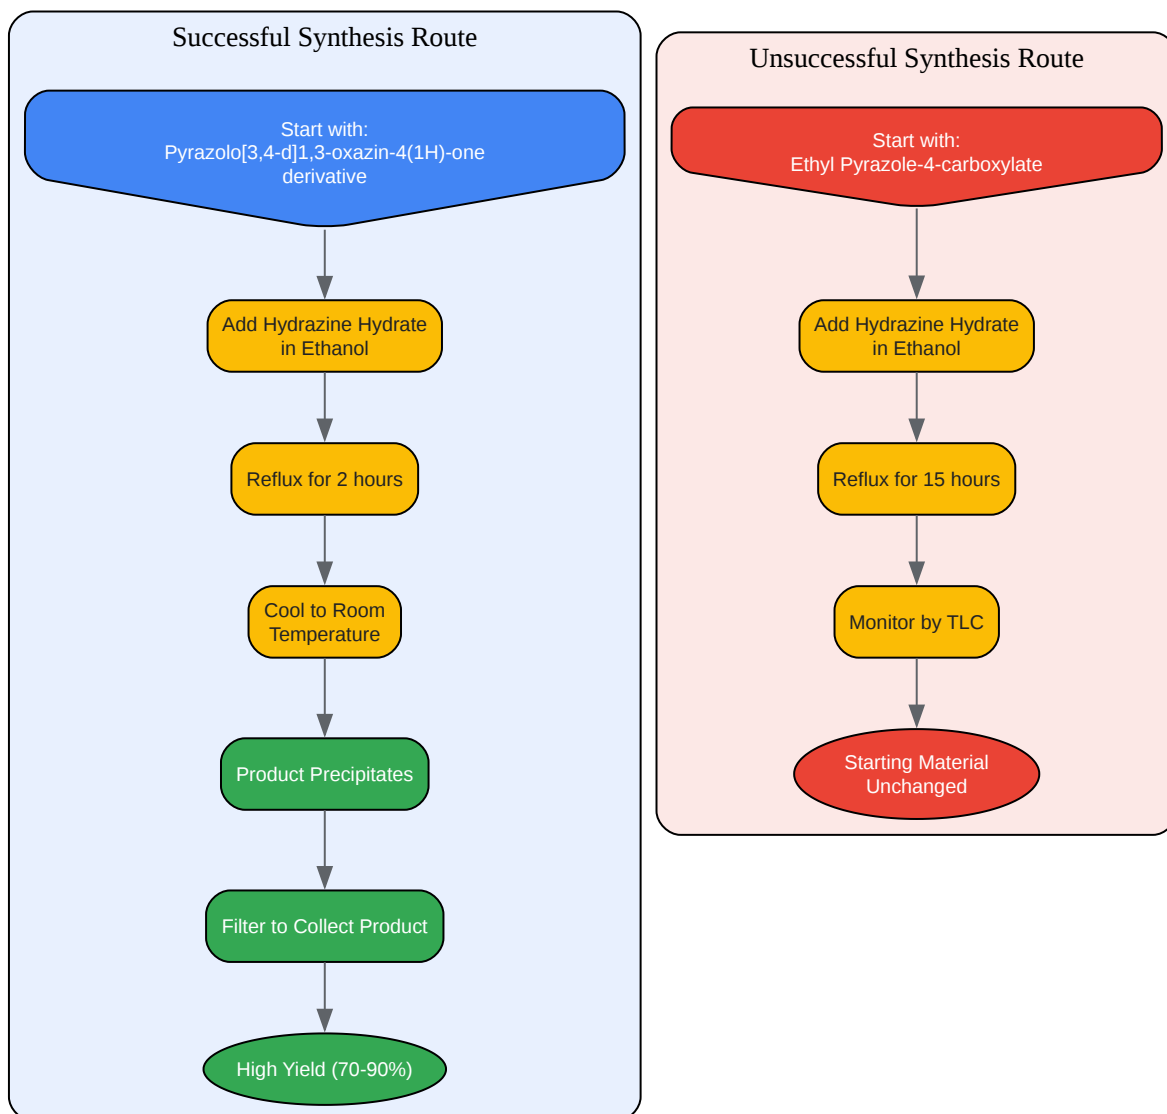 Successful Synthesis Route
Start with:
Pyrazolo[3,4-d]1,3-oxazin-4(1H)-one
derivative
Add Hydrazine Hydrate
in Ethanol
Reflux for 2 hours
Cool to Room
Temperature
Product Precipitates
Filter to Collect Product
High Yield (70-90%)
Unsuccessful Synthesis Route
Start with:
Ethyl Pyrazole-4-carboxylate
Add Hydrazine Hydrate
in Ethanol
Reflux for 15 hours
Monitor by TLC
Starting Material
Unchanged